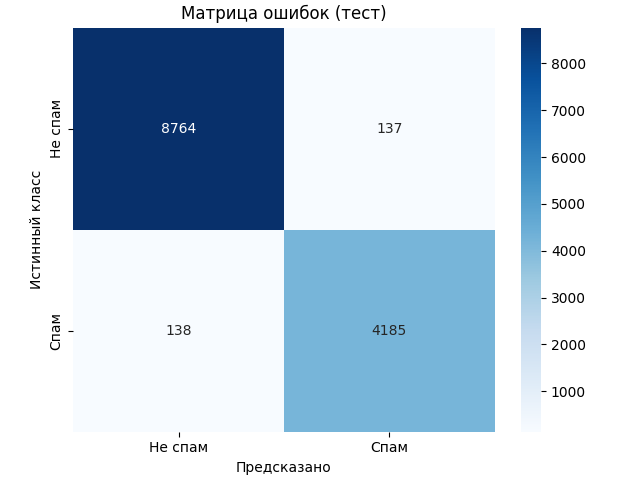 Матрица ошибок (тест)
Истинный класс
Не спам
Спам
8764
137
138
4185
Не спам
Спам
Предсказано
8000
7000
6000
5000
4000
3000
2000
1000